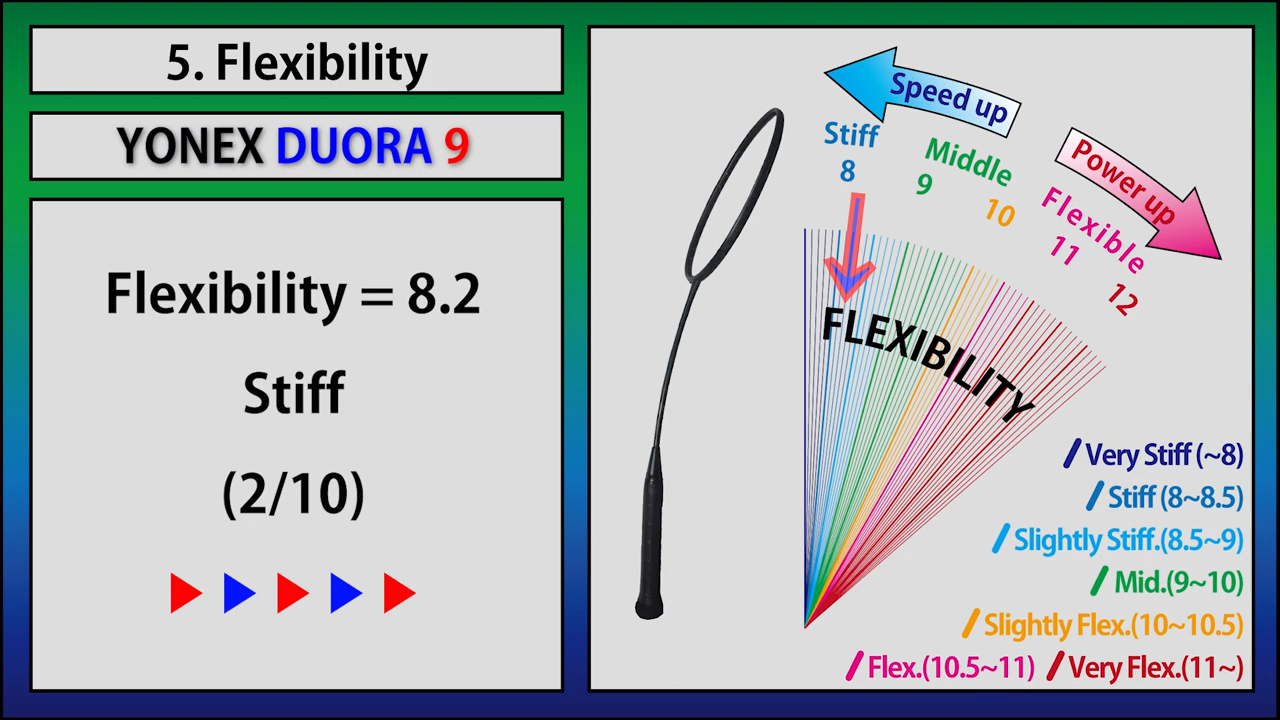 5. Flexibility
YONEX DUORA 9
Flexibility = 8.2
Stiff
(2/10)
Speed up
Power up
Stiff
8
Middle
9
10
Flexible
11
12
FLEXIBILITY
Very Stiff (~8)
Stiff (8~8.5)
Slightly Stiff.(8.5~9)
Mid.(9~10)
Slightly Flex.(10~10.5)
Flex.(10.5~11) Very Flex.(11~)